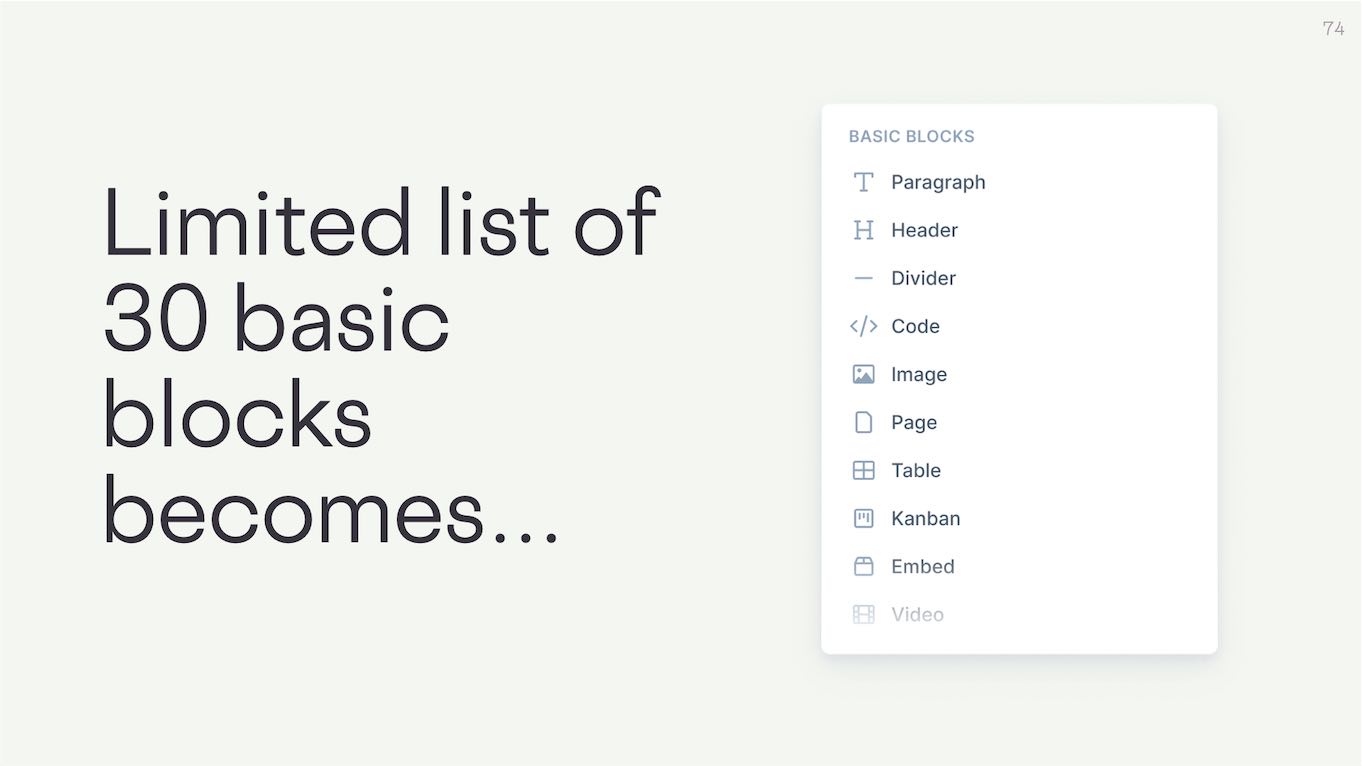 74
Limited list of
30 basic
blocks
becomes...
BASIC BLOCKS
Paragraph
Header
Divider
Code
Image
Page
Table
Kanban
Embed
Video